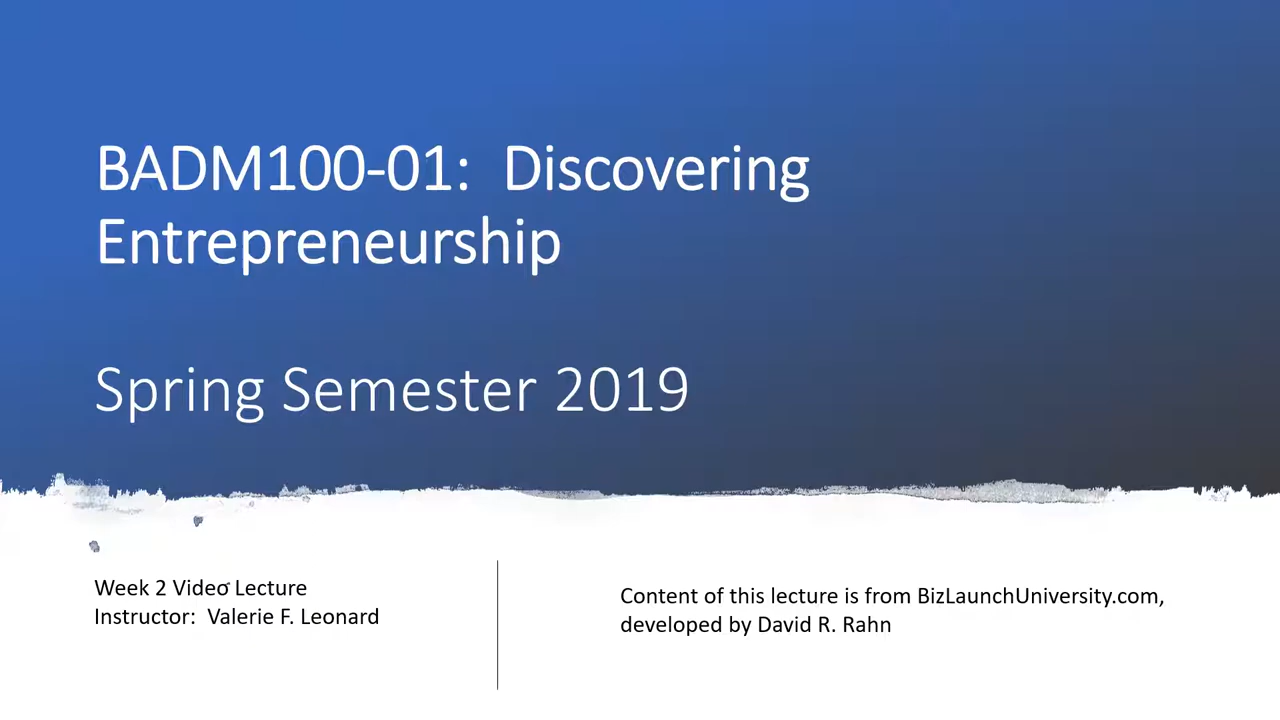 BADM100-01:  Discovering
Entrepreneurship
Spring Semester 2019
Week 2 Video Lecture
Instructor:  Valerie F. Leonard
Content of this lecture is from BizLaunchUniversity.com,
developed by David R. Rahn